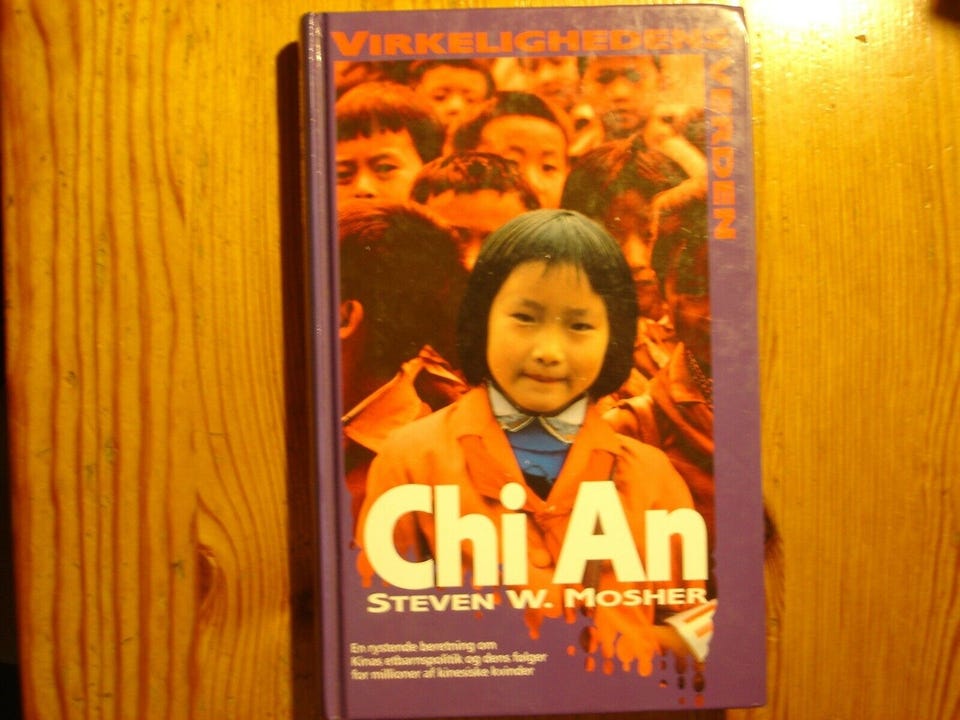 VIRKELIGHEDENS
VERDEN
Chi An
STEVEN W. MOSHER
En rystende beretning om
Kinas etbarnspolitik og dens følger
for millioner af kinesiske kvinder